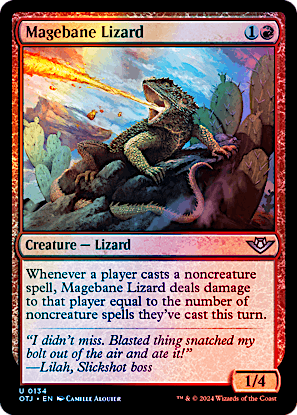 Magebane Lizard 1
Creature — Lizard
Whenever a player casts a noncreature
spell, Magebane Lizard deals damage
to that player equal to the number of
noncreature spells they've cast this turn.
"I didn't miss. Blasted thing snatched my
bolt out of the air and ate it!"
—Lilah, Slickshot boss
1/4
U 0134
OTJ • EN Camille Alquier
™ & © 2024 Wizards of the Coast